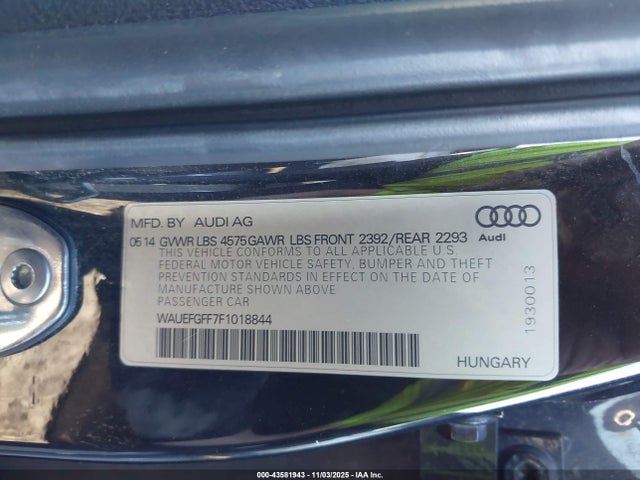 MFD. BY AUDI AG
0514 GVWR LBS 4575 GAWR LBS FRONT 2392/REAR 2293
Audi
THIS VEHICLE CONFORMS TO ALL APPLICABLE U S
FEDERAL MOTOR VEHICLE SAFETY, BUMPER AND THEFT
PREVENTION STANDARDS IN EFFECT ON THE DATE OF
MANUFACTURE SHOWN ABOVE
PASSENGER CAR
WAUEFGFF7F1018844
HUNGARY
1930013
000-43581943 - 11/03/2025 - IAA Inc.